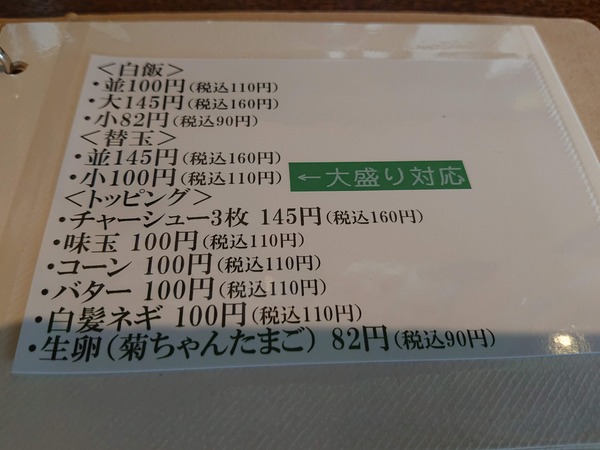 ＜白飯＞
・並100円（税込110円）
・大145円（税込160円）
・小82円（税込90円）
＜替玉＞
・並145円（税込160円）
・小100円（税込110円） ←大盛り対応
＜トッピング＞
・チャーシュー3枚 145円（税込160円）
・味玉 100円（税込110円）
・コーン 100円（税込110円）
・バター 100円（税込110円）
・白髪ネギ 100円（税込110円）
・生卵（菊ちゃんたまご） 82円（税込90円）